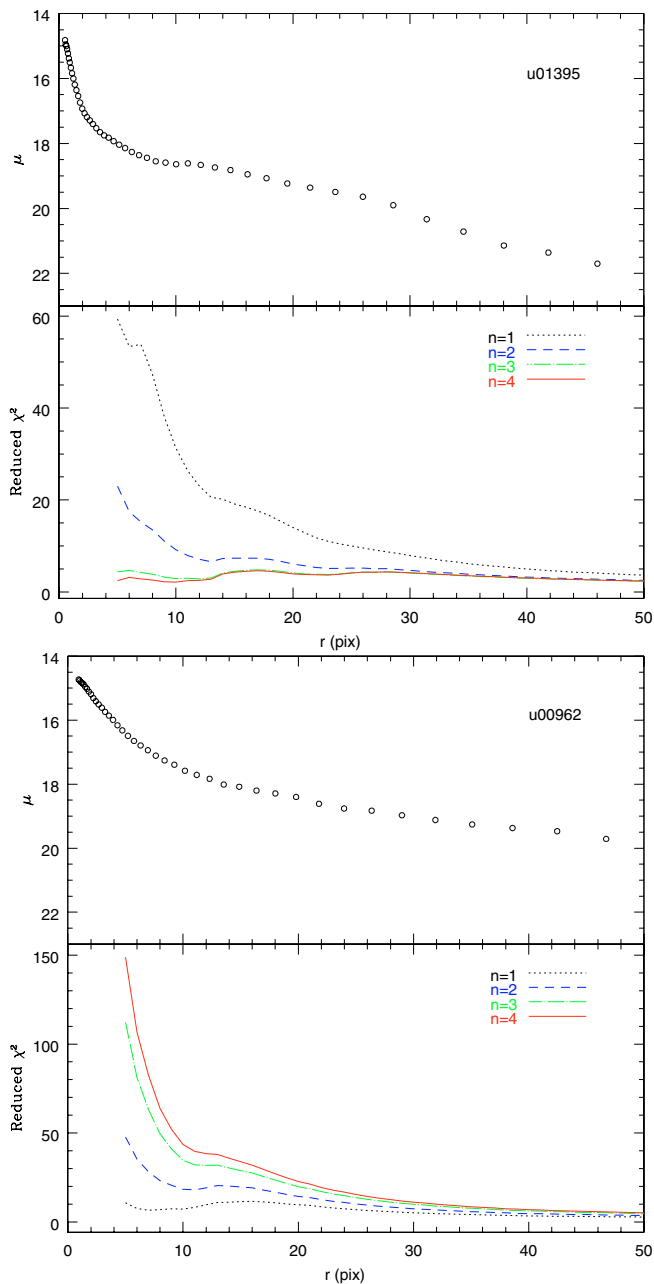 14
16
18
20
22
μ
u01395
60
40
20
0
Reduced χ²
n=1
n=2
n=3
n=4
0 10 20 30 40 50
r (pix)
14
16
18
20
22
μ
u00962
150
100
50
0
Reduced χ²
n=1
n=2
n=3
n=4
0 10 20 30 40 50
r (pix)